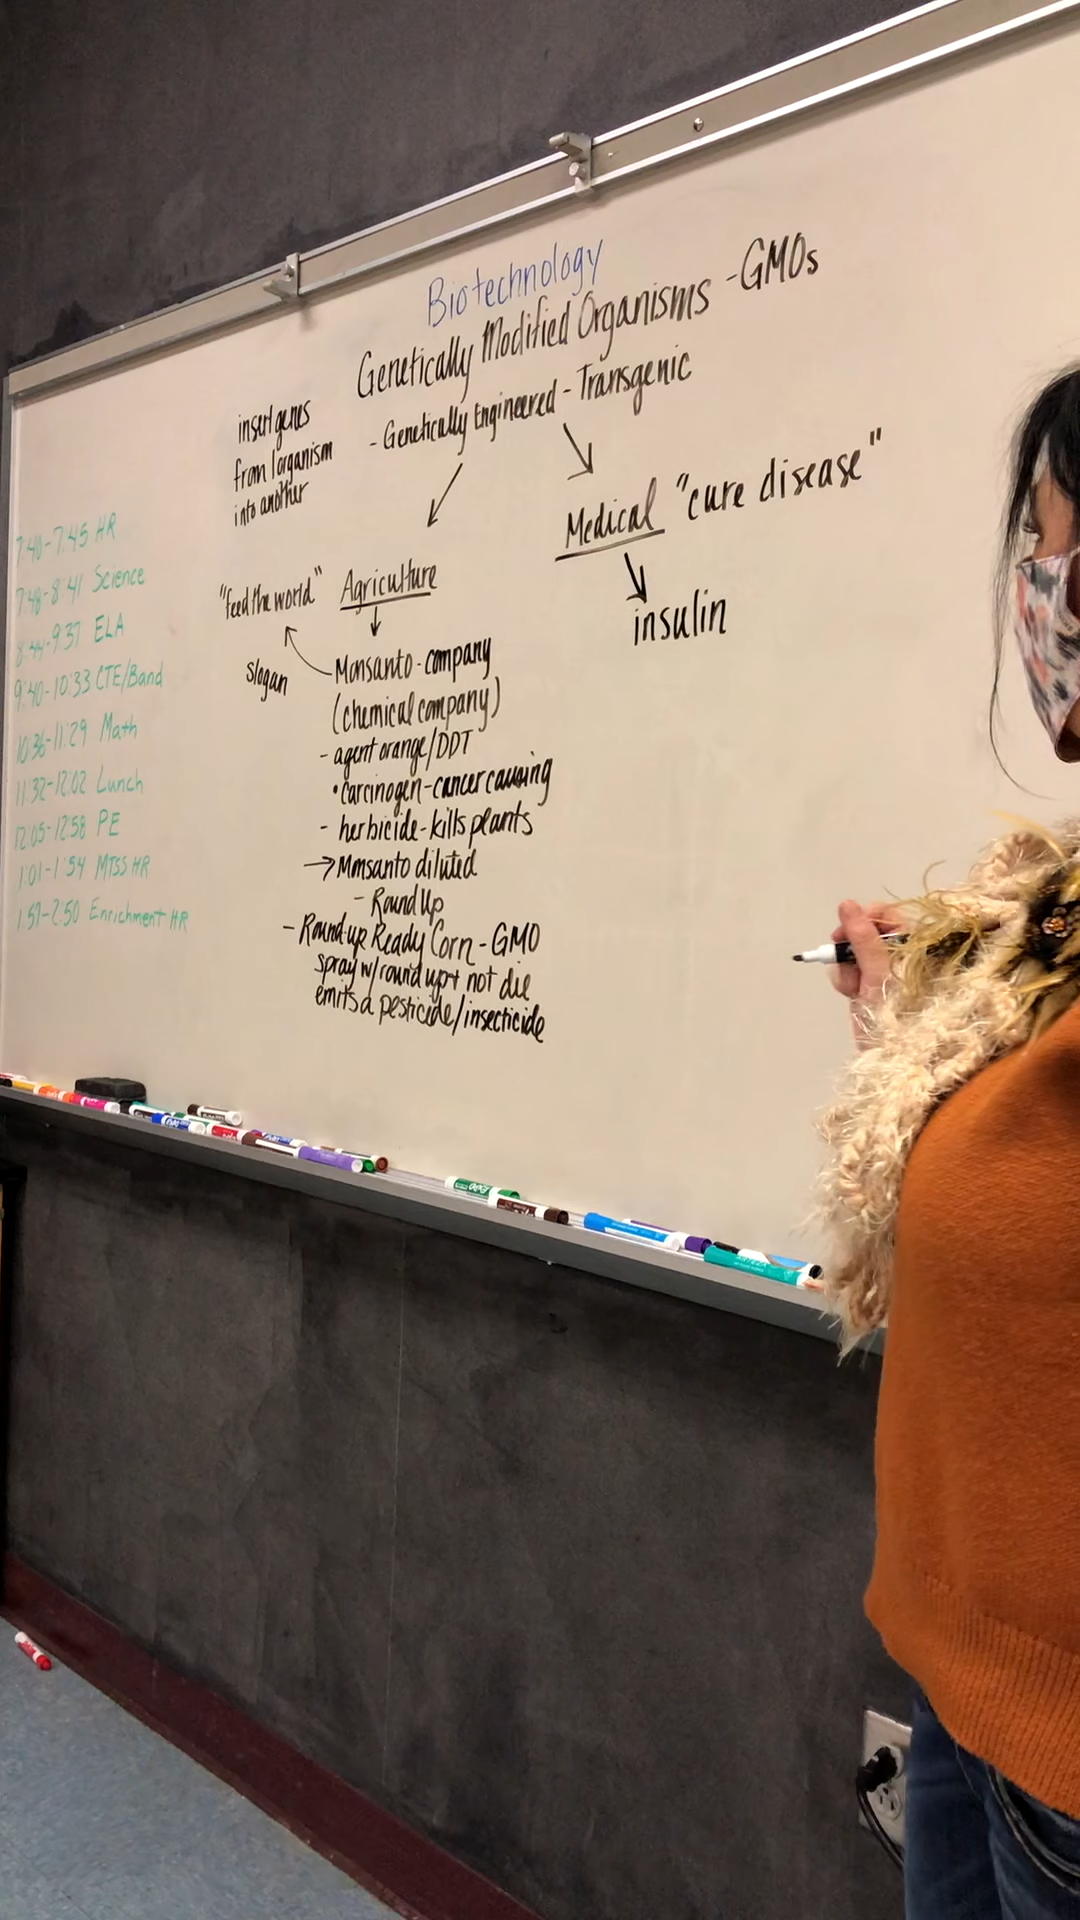 Biotechnology
Genetically Modified Organisms - GMOs
- Genetically Engineered - Transgenic
insert genes
from 1 organism
into another
Medical "cure disease"
insulin
"feed the world" Agriculture
slogan
Monsanto - company
(chemical company)
- agent orange/DDT
• carcinogen - cancer causing
- herbicide - kills plants
→ Monsanto diluted
- Round Up
- Round-up Ready Corn - GMO
spray w/ round up + not die
emits a pesticide/insecticide
7:40-7:45 HR
7:48-8:41 Science
8:44-9:37 ELA
9:40-10:33 CTE/Band
10:36-11:29 Math
11:32-12:02 Lunch
12:05-12:58 PE
1:01-1:54 MTSS HR
1:57-2:50 Enrichment HR